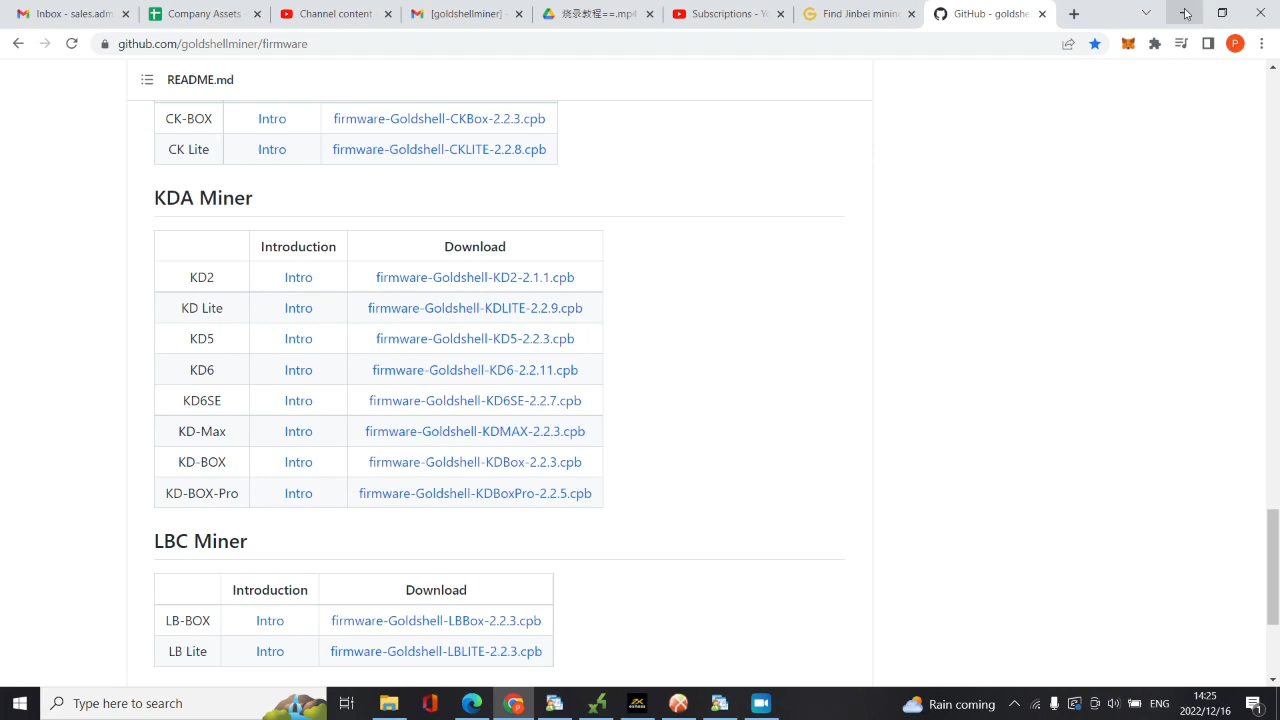 Inbox - sales.adm
Company Assets
Channel content
[goldshellminer]
烧录教程==.mp4
Subscriptions - Yo
Find Jinbei mining
GitHub - goldshe
github.com/goldshellminer/firmware
P
README.md
CK-BOX Intro firmware-Goldshell-CKBox-2.2.3.cpb
CK Lite Intro firmware-Goldshell-CKLITE-2.2.8.cpb
KDA Miner
Introduction Download
KD2 Intro firmware-Goldshell-KD2-2.1.1.cpb
KD Lite Intro firmware-Goldshell-KDLITE-2.2.9.cpb
KD5 Intro firmware-Goldshell-KD5-2.2.3.cpb
KD6 Intro firmware-Goldshell-KD6-2.2.11.cpb
KD6SE Intro firmware-Goldshell-KD6SE-2.2.7.cpb
KD-Max Intro firmware-Goldshell-KDMAX-2.2.3.cpb
KD-BOX Intro firmware-Goldshell-KDBox-2.2.3.cpb
KD-BOX-Pro Intro firmware-Goldshell-KDBoxPro-2.2.5.cpb
LBC Miner
Introduction Download
LB-BOX Intro firmware-Goldshell-LBBox-2.2.3.cpb
LB Lite Intro firmware-Goldshell-LBLITE-2.2.3.cpb
Type here to search
Rain coming
ENG
14:25
2022/12/16